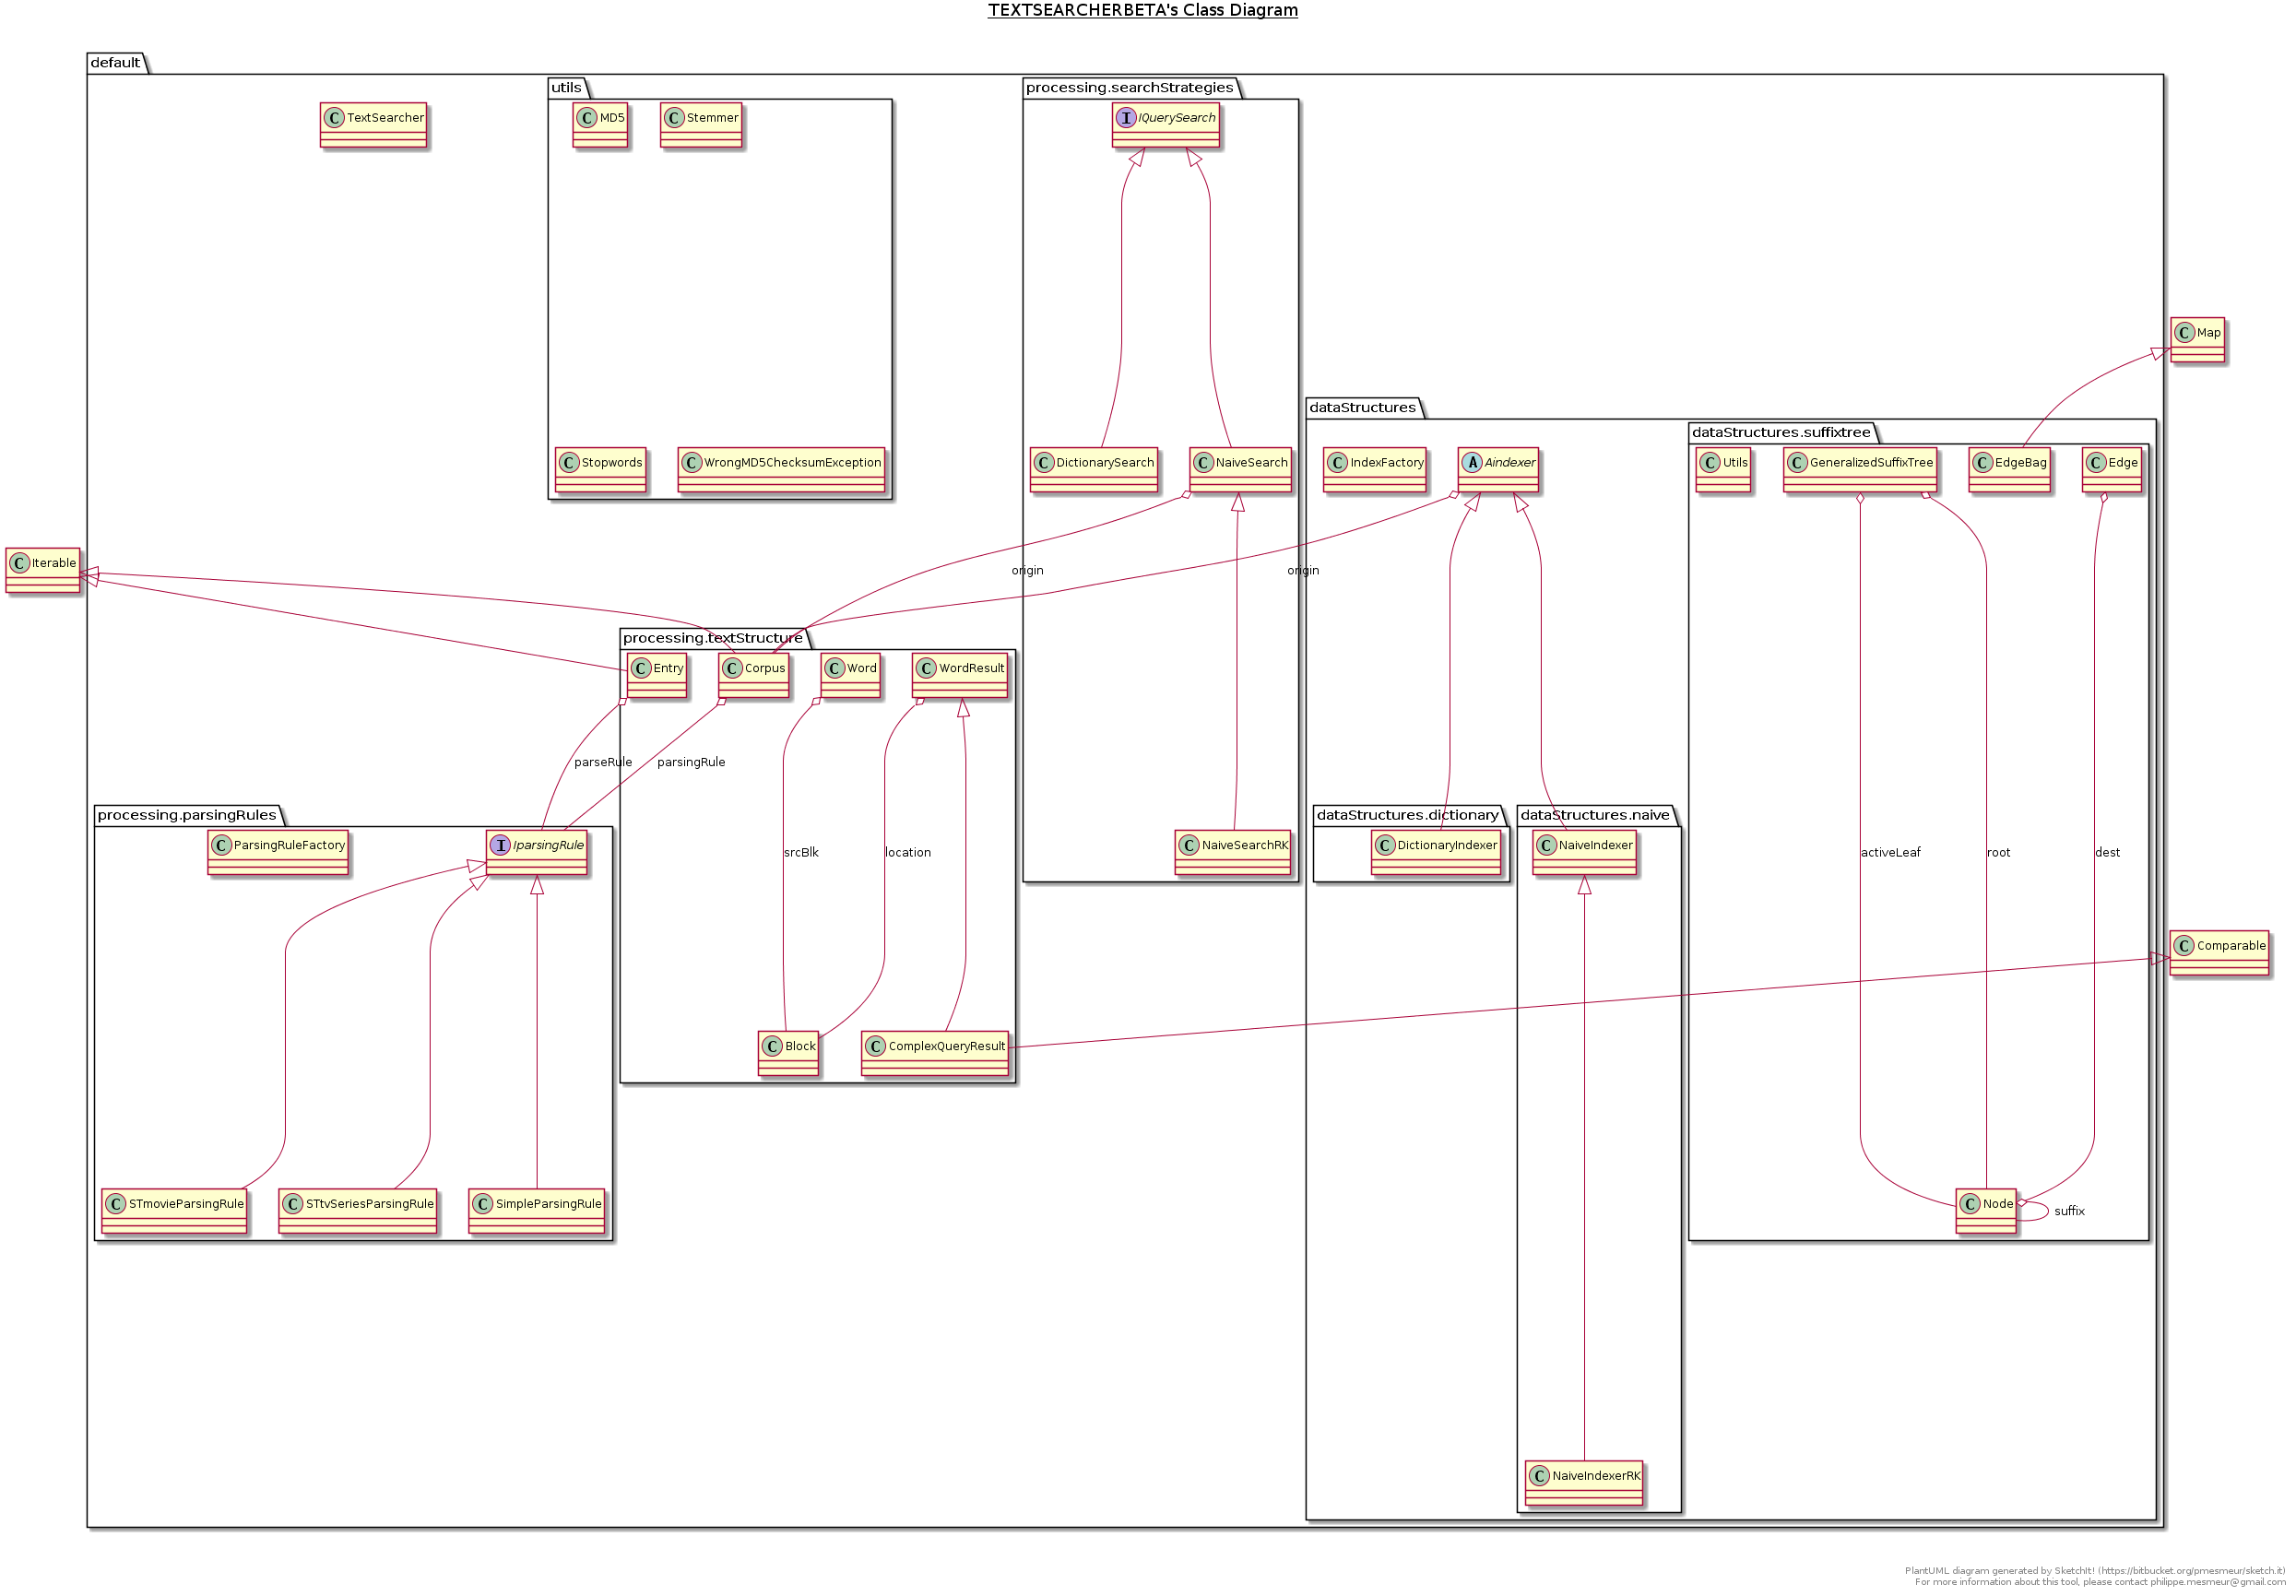 TEXTSEARCHERBETA's Class Diagram
default
utils
processing.searchStrategies
C TextSearcher
C MD5
C Stemmer
I IQuerySearch
C Map
dataStructures
dataStructures.suffixtree
C Stopwords
C WrongMD5ChecksumException
C DictionarySearch
C NaiveSearch
C IndexFactory
A Aindexer
C Utils
C GeneralizedSuffixTree
C EdgeBag
C Edge
C Iterable
origin
origin
processing.textStructure
C Entry
C Corpus
C Word
C WordResult
parseRule
parsingRule
processing.parsingRules
dataStructures.dictionary
dataStructures.naive
C ParsingRuleFactory
I IparsingRule
srcBlk
location
C NaiveSearchRK
C DictionaryIndexer
C NaiveIndexer
activeLeaf
root
dest
C Comparable
C Block
C ComplexQueryResult
C STmovieParsingRule
C STtvSeriesParsingRule
C SimpleParsingRule
C Node
suffix
C NaiveIndexerRK
PlantUML diagram generated by SketchIt! (https://bitbucket.org/pmesmeur/sketch.it)
For more information about this tool, please contact philippe.mesmeur@gmail.com